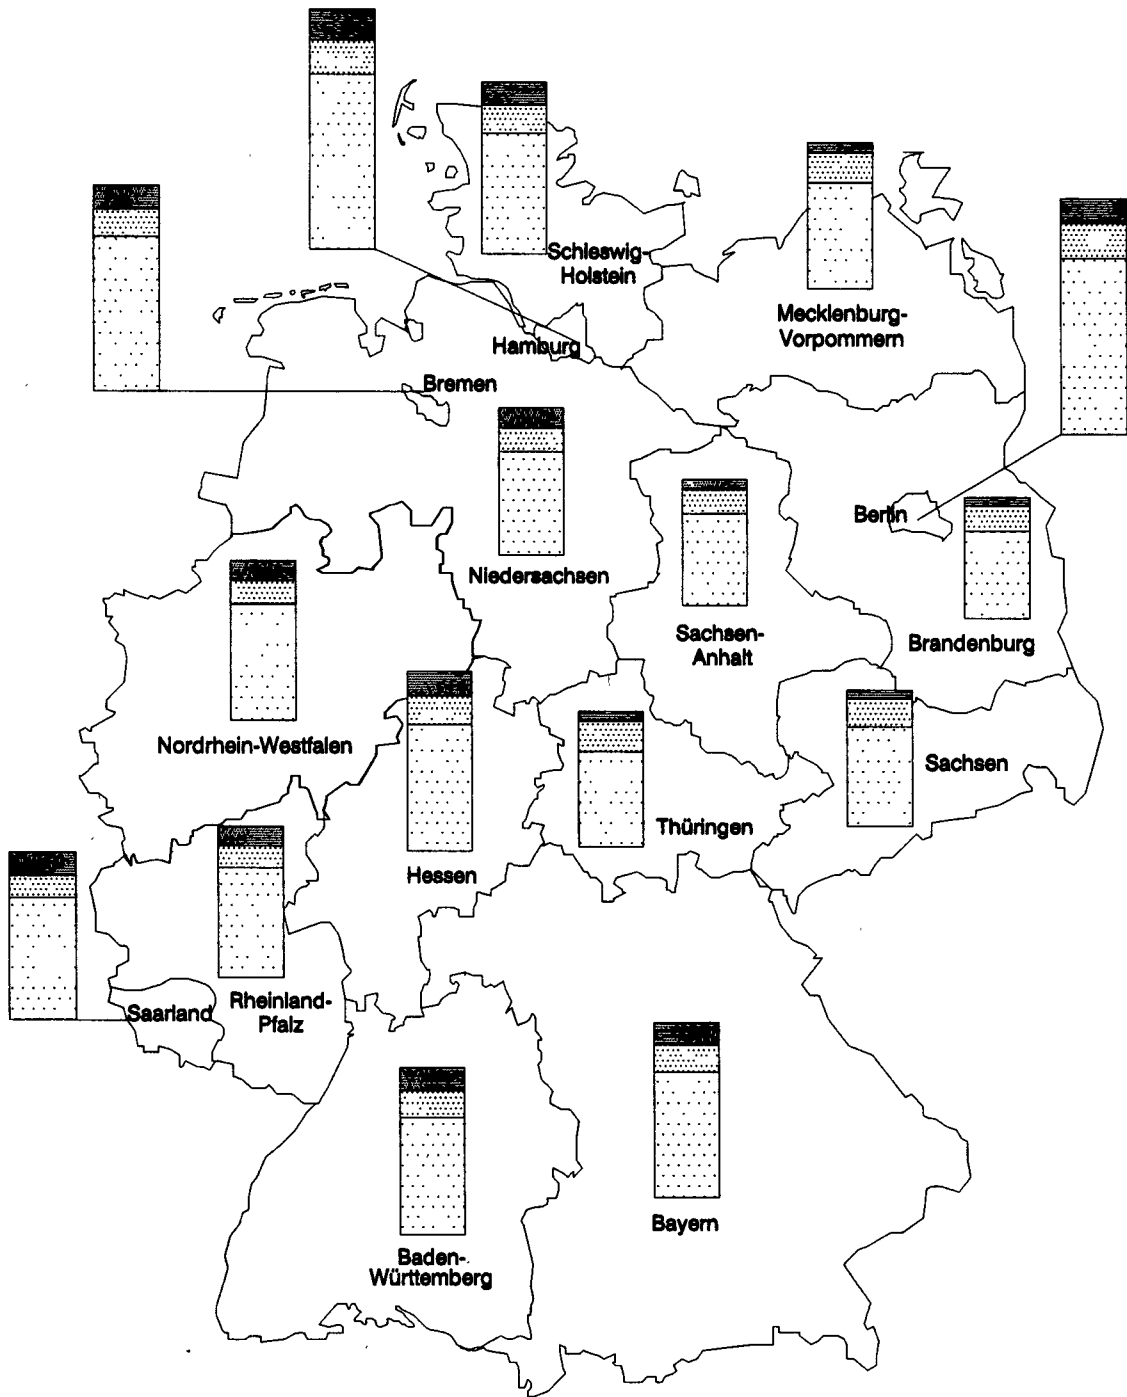 Schleswig-
Holstein
Mecklenburg-
Vorpommern
Hamburg
Bremen
Berlin
Niedersachsen
Sachsen-
Anhalt
Brandenburg
Nordrhein-Westfalen
Sachsen
Thüringen
Hessen
Rheinland-
Pfalz
Saarland
Bayern
Baden-
Württemberg